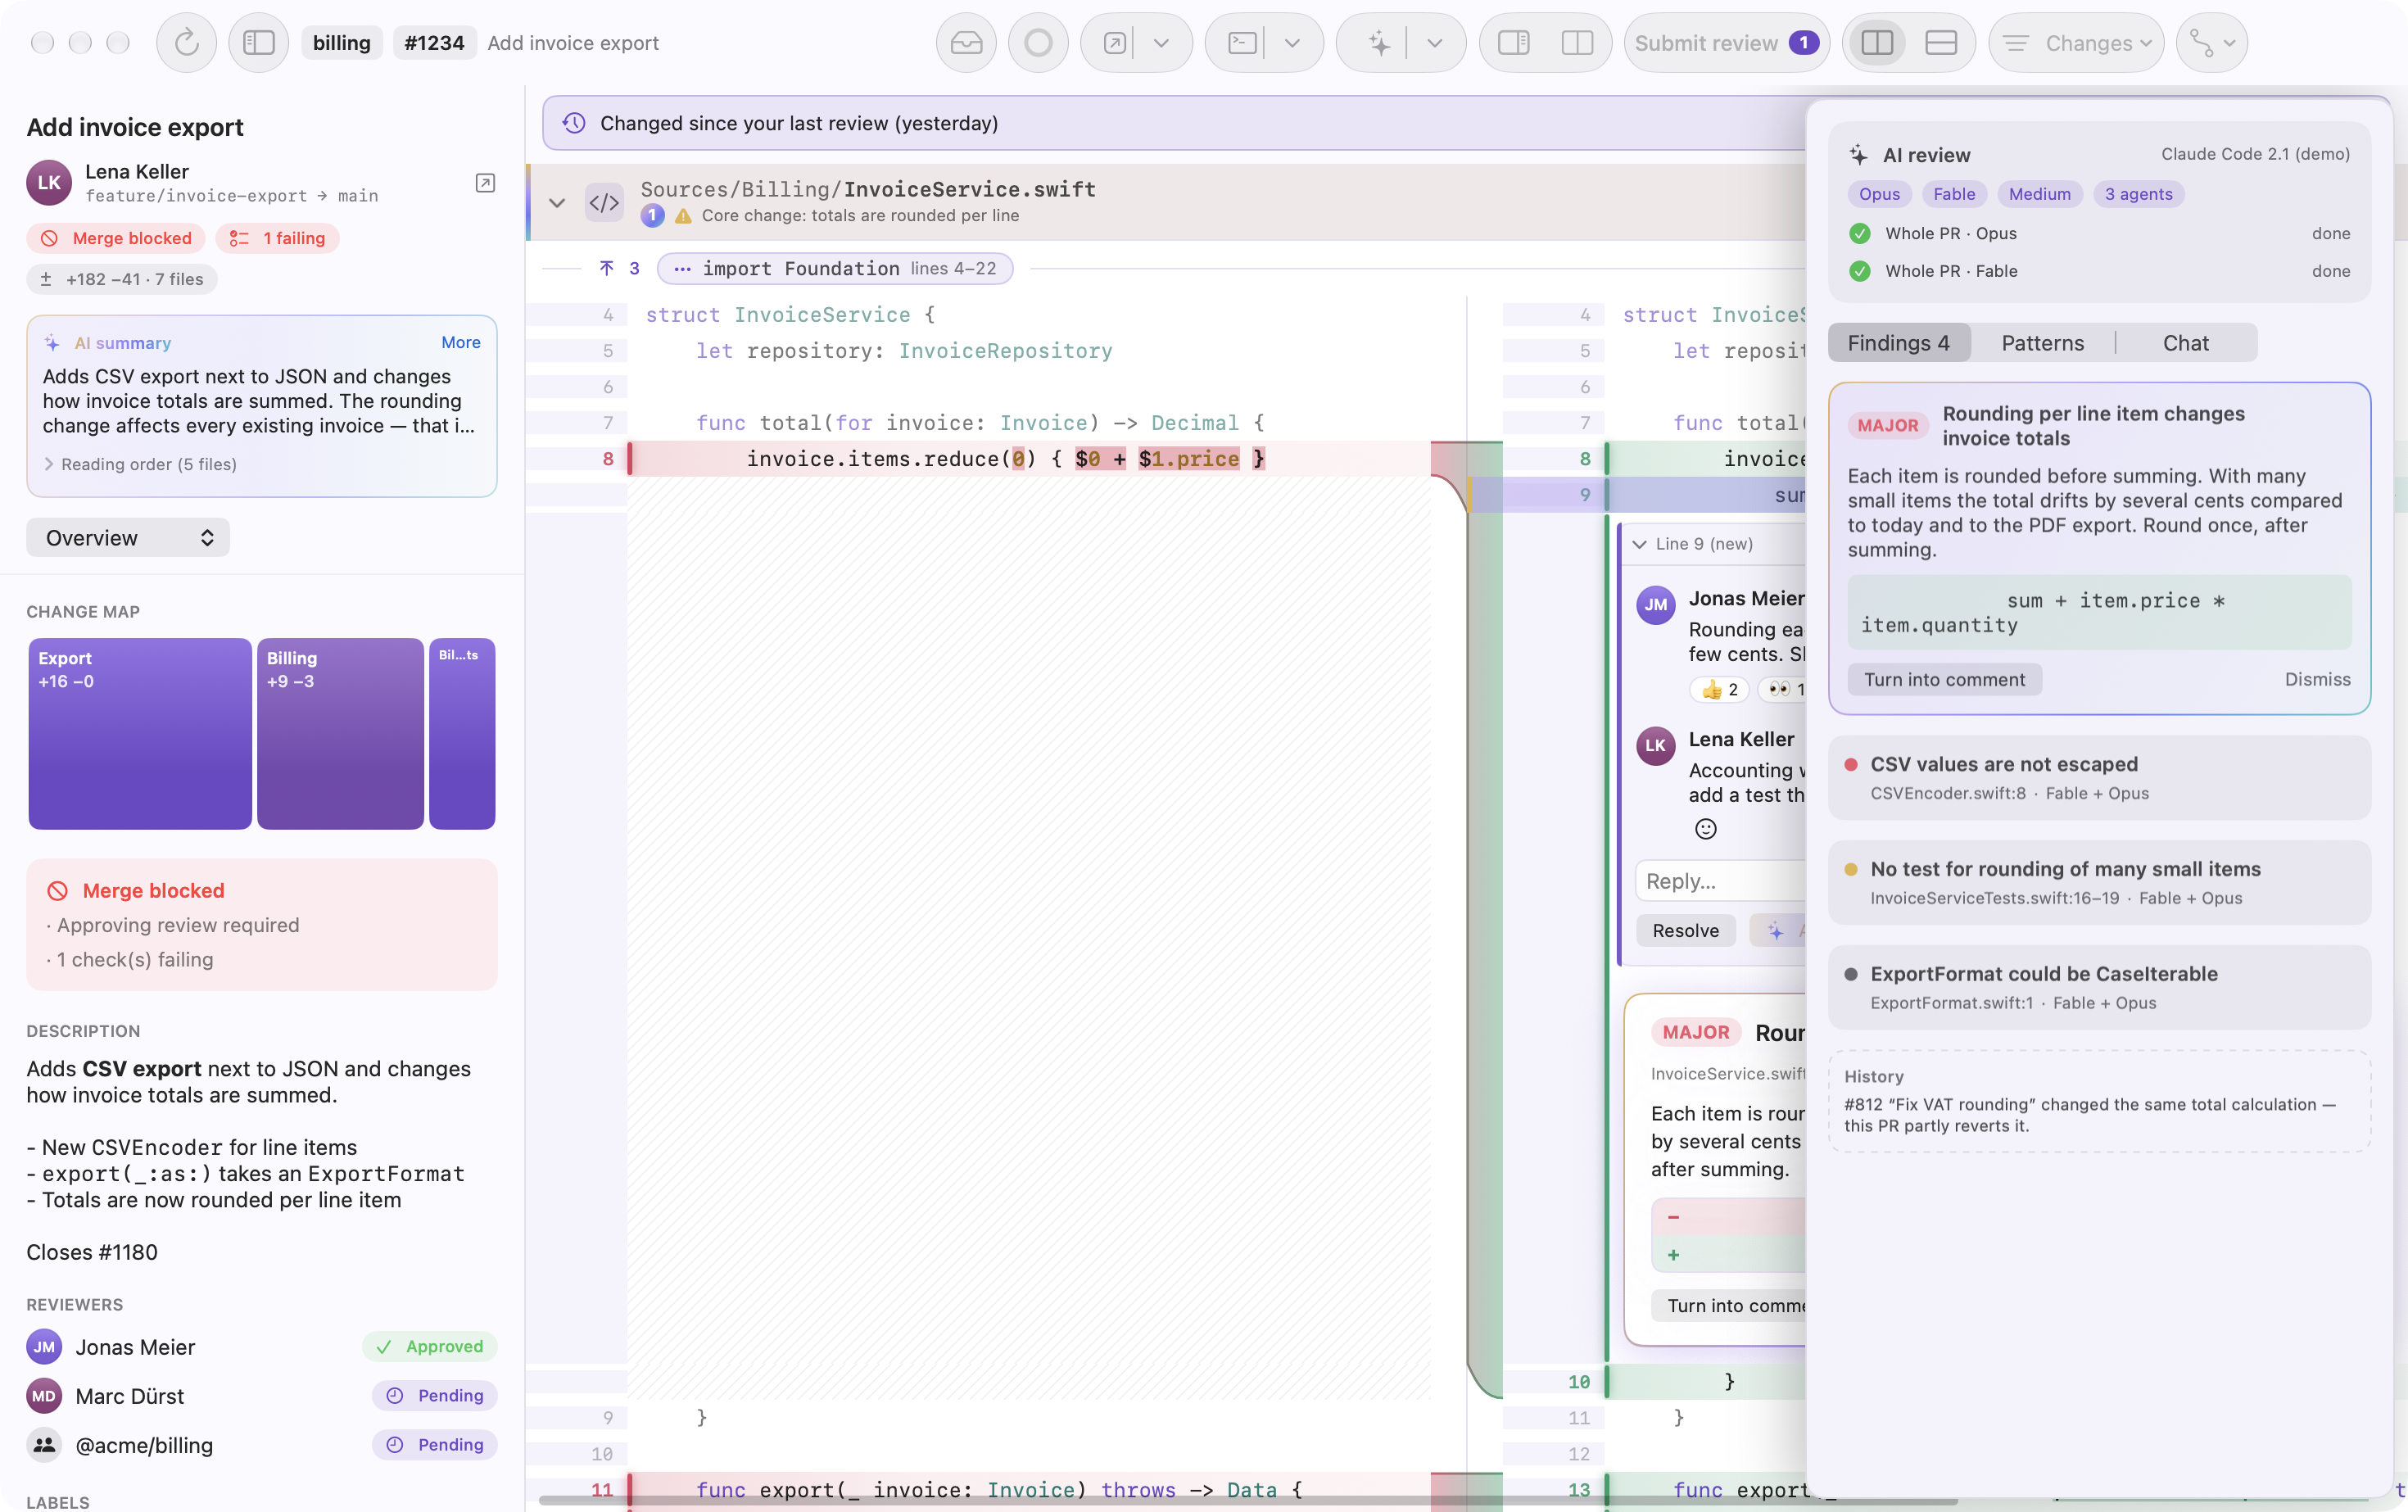 billing #1234 Add invoice export
Submit review 1
Changes
Add invoice export
LK Lena Keller
feature/invoice-export → main
Merge blocked 1 failing
± +182 −41 · 7 files
AI summary More
Adds CSV export next to JSON and changes
how invoice totals are summed. The rounding
change affects every existing invoice — that i…
Reading order (5 files)
Overview
CHANGE MAP
Export
+16 −0
Billing
+9 −3
Bil…ts
Merge blocked
· Approving review required
· 1 check(s) failing
DESCRIPTION
Adds CSV export next to JSON and changes
how invoice totals are summed.
- New CSVEncoder for line items
- export(_:as:) takes an ExportFormat
- Totals are now rounded per line item
Closes #1180
REVIEWERS
JM Jonas Meier Approved
MD Marc Dürst Pending
@acme/billing Pending
LABELS
Changed since your last review (yesterday)
Sources/Billing/InvoiceService.swift
1 Core change: totals are rounded per line
3 ··· import Foundation lines 4–22
4 struct InvoiceService {
5 let repository: InvoiceRepository
6
7 func total(for invoice: Invoice) -> Decimal {
8 invoice.items.reduce(0) { $0 + $1.price }
9 }
10
11 func export(_ invoice: Invoice) throws -> Data {
4 struct InvoiceS
5 let reposit
6
7 func total(
8 invoice
9 sum
Line 9 (new)
JM Jonas Meier
Rounding ea
few cents. Sh
👍 2 👀 1
LK Lena Keller
Accounting w
add a test th
Reply...
Resolve
MAJOR Roun
InvoiceService.swift
Each item is roun
by several cents
after summing.
−
+
Turn into comme
10 }
11 }
12
13 func export(_
AI review Claude Code 2.1 (demo)
Opus Fable Medium 3 agents
Whole PR · Opus done
Whole PR · Fable done
Findings 4 Patterns Chat
MAJOR Rounding per line item changes
invoice totals
Each item is rounded before summing. With many
small items the total drifts by several cents compared
to today and to the PDF export. Round once, after
summing.
sum + item.price *
item.quantity
Turn into comment Dismiss
CSV values are not escaped
CSVEncoder.swift:8 · Fable + Opus
No test for rounding of many small items
InvoiceServiceTests.swift:16–19 · Fable + Opus
ExportFormat could be CaseIterable
ExportFormat.swift:1 · Fable + Opus
History
#812 “Fix VAT rounding” changed the same total calculation —
this PR partly reverts it.